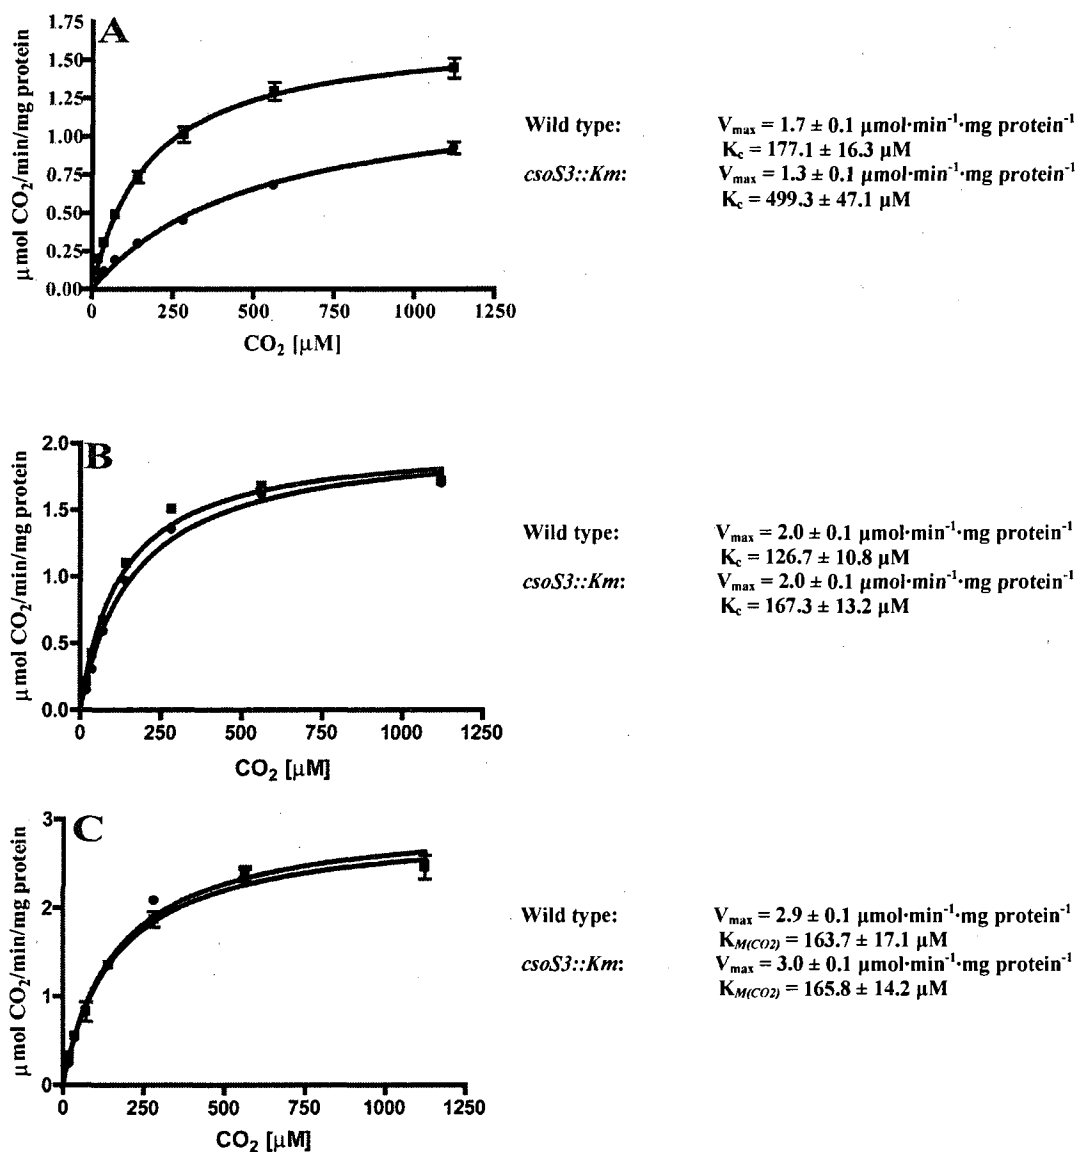 A
μmol CO₂/min/mg protein
1.75
1.50
1.25
1.00
0.75
0.50
0.25
0.00
0 250 500 750 1000 1250
CO₂ [μM]
Wild type: Vmax = 1.7 ± 0.1 μmol·min⁻¹·mg protein⁻¹
Kc = 177.1 ± 16.3 μM
csoS3::Km: Vmax = 1.3 ± 0.1 μmol·min⁻¹·mg protein⁻¹
Kc = 499.3 ± 47.1 μM
B
μmol CO₂/min/mg protein
2.0
1.5
1.0
0.5
0.0
0 250 500 750 1000 1250
CO₂ [μM]
Wild type: Vmax = 2.0 ± 0.1 μmol·min⁻¹·mg protein⁻¹
Kc = 126.7 ± 10.8 μM
csoS3::Km: Vmax = 2.0 ± 0.1 μmol·min⁻¹·mg protein⁻¹
Kc = 167.3 ± 13.2 μM
C
μmol CO₂/min/mg protein
3
2
1
0
0 250 500 750 1000 1250
CO₂ [μM]
Wild type: Vmax = 2.9 ± 0.1 μmol·min⁻¹·mg protein⁻¹
KM(CO2) = 163.7 ± 17.1 μM
csoS3::Km: Vmax = 3.0 ± 0.1 μmol·min⁻¹·mg protein⁻¹
KM(CO2) = 165.8 ± 14.2 μM